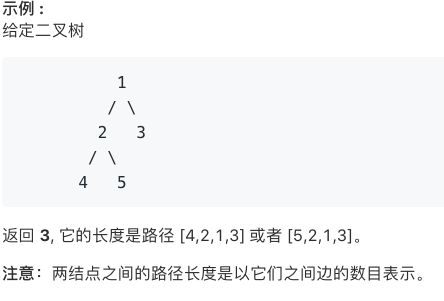 示例 :
给定二叉树
1
/ \
2 3
/ \
4 5
返回 3, 它的长度是路径 [4,2,1,3] 或者 [5,2,1,3]。
注意：两结点之间的路径长度是以它们之间边的数目表示。